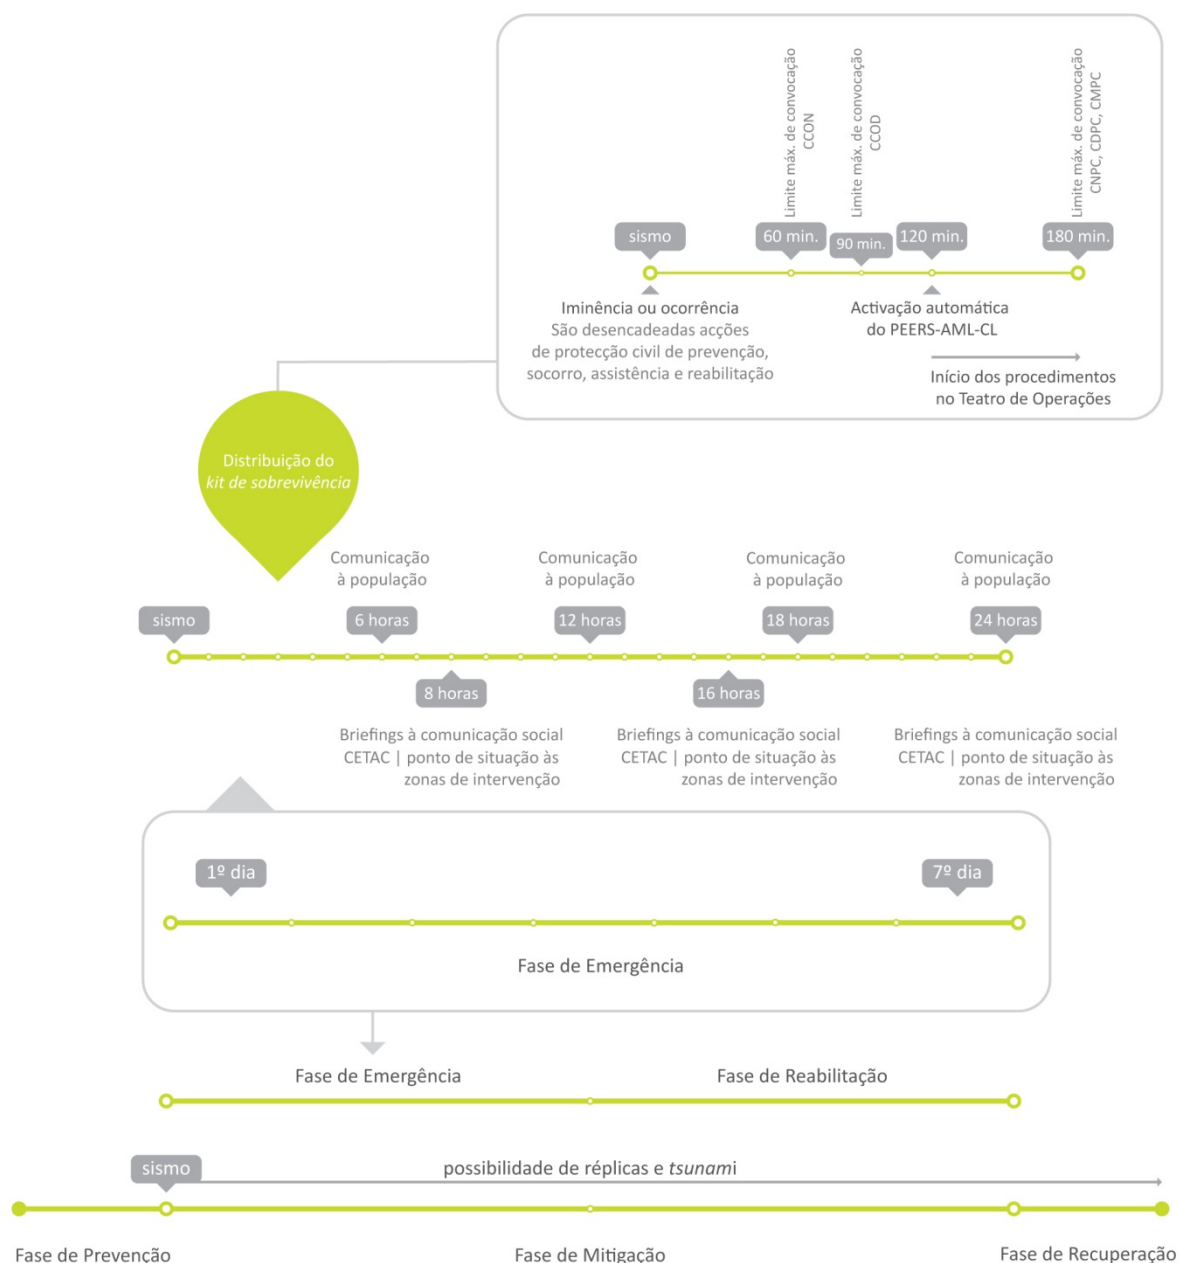 Limite máx. de convocação
CCON
Limite máx. de convocação
CCOD
Limite máx. de convocação
CNPC, CDPC, CMPC
sismo
60 min.
90 min.
120 min.
180 min.
Iminência ou ocorrência
São desencadeadas acções
de protecção civil de prevenção,
socorro, assistência e reabilitação
Activação automática
do PEERS-AML-CL
Início dos procedimentos
no Teatro de Operações
Distribuição do
kit de sobrevivência
Comunicação
à população
Comunicação
à população
Comunicação
à população
Comunicação
à população
sismo
6 horas
12 horas
18 horas
24 horas
8 horas
16 horas
Briefings à comunicação social
CETAC | ponto de situação às
zonas de intervenção
Briefings à comunicação social
CETAC | ponto de situação às
zonas de intervenção
Briefings à comunicação social
CETAC | ponto de situação às
zonas de intervenção
1º dia
7º dia
Fase de Emergência
Fase de Emergência
Fase de Reabilitação
sismo
possibilidade de réplicas e tsunami
Fase de Prevenção
Fase de Mitigação
Fase de Recuperação